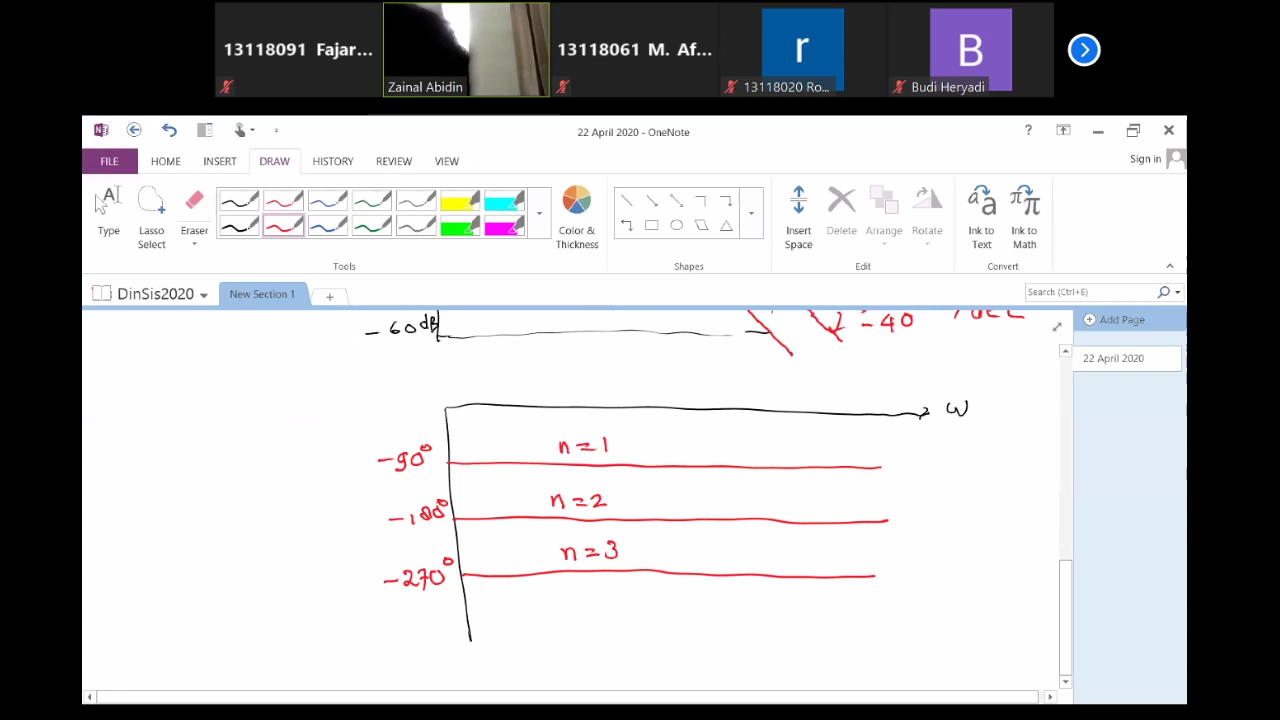 13118091 Fajar...
13118061 M. Af...
r
B
Zainal Abidin
13118020 Ro...
Budi Heryadi
22 April 2020 - OneNote
?
FILE
HOME
INSERT
DRAW
HISTORY
REVIEW
VIEW
Sign in
Type
Lasso Select
Eraser
Color & Thickness
Insert Space
Delete
Arrange
Rotate
Ink to Text
Ink to Math
Tools
Shapes
Edit
Convert
DinSis2020
New Section 1
Search (Ctrl+E)
Add Page
22 April 2020
-60dB
-40
ω
-90°
n=1
-180°
n=2
-270°
n=3